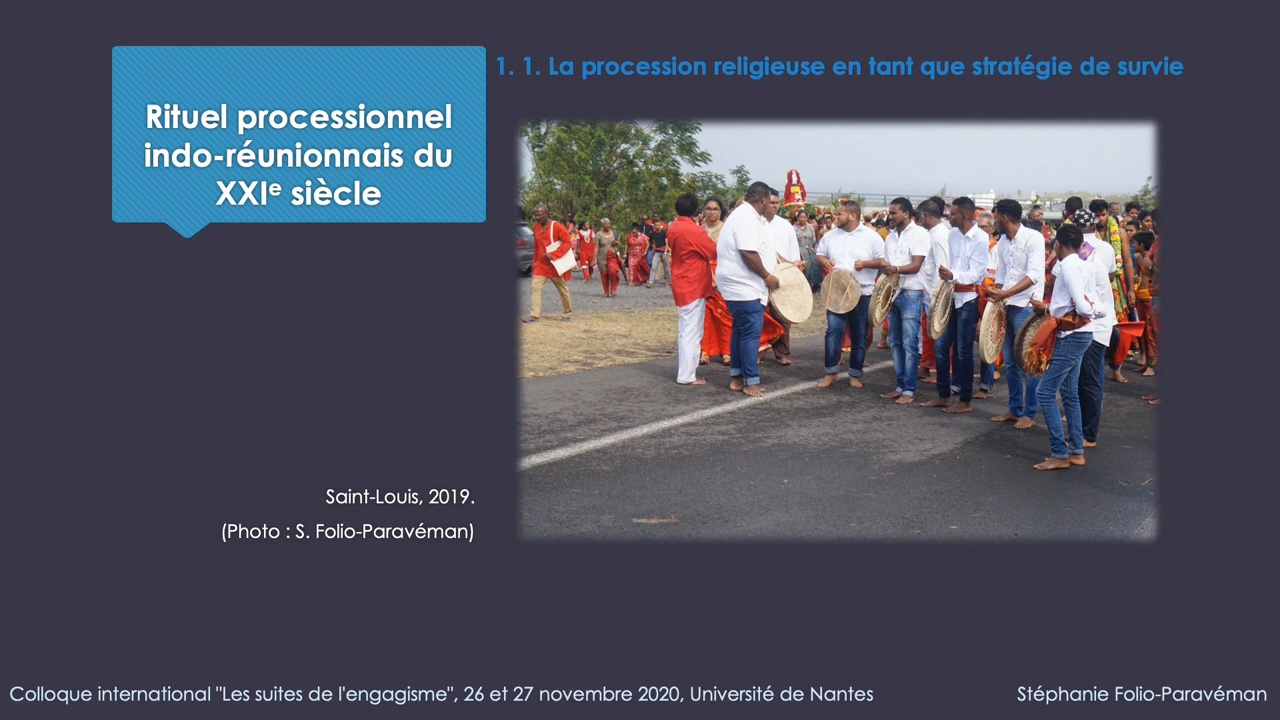 Rituel processionnel
indo-réunionnais du
XXIe siècle
1. 1. La procession religieuse en tant que stratégie de survie
Saint-Louis, 2019.
(Photo : S. Folio-Paravéman)
Colloque international "Les suites de l'engagisme", 26 et 27 novembre 2020, Université de Nantes
Stéphanie Folio-Paravéman